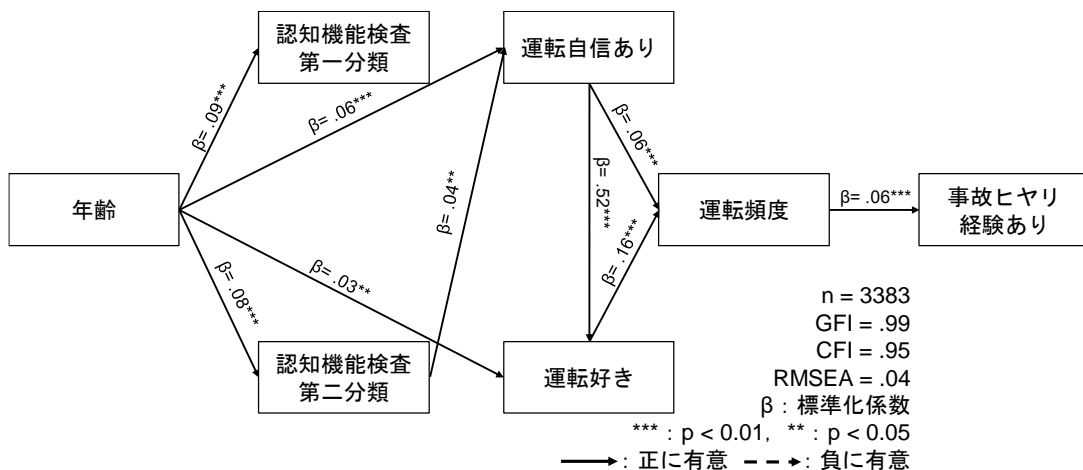 認知機能検査
第一分類
運転自信あり
β= .09***
β= .06***
β= .06***
β= .04**
β= .52***
年齢
運転頻度
β= .06***
事故ヒヤリ
経験あり
β= .16***
β= .03**
β= .08***
認知機能検査
第二分類
運転好き
n = 3383
GFI = .99
CFI = .95
RMSEA = .04
β：標準化係数
***：p < 0.01, **：p < 0.05
：正に有意 ：負に有意